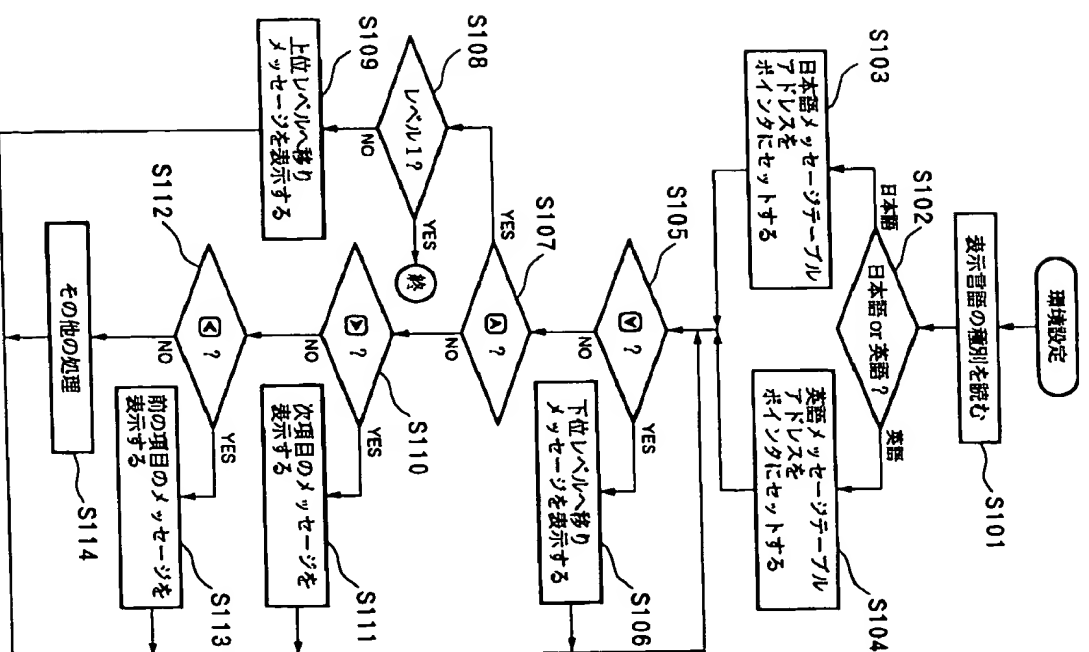 環境設定
表示言語の種別を読む
S101
日本語 or 英語？
S102
日本語
英語
日本語メッセージテーブル
アドレスを
ポインタにセットする
S103
英語メッセージテーブル
アドレスを
ポインタにセットする
S104
▼ ？
S105
YES
NO
下位レベルへ移り
メッセージを表示する
S106
▲ ？
S107
YES
NO
レベル1？
S108
YES
NO
終
上位レベルへ移り
メッセージを表示する
S109
▶ ？
S110
YES
NO
次項目のメッセージを
表示する
S111
◀ ？
S112
YES
NO
前の項目のメッセージを
表示する
S113
その他の処理
S114